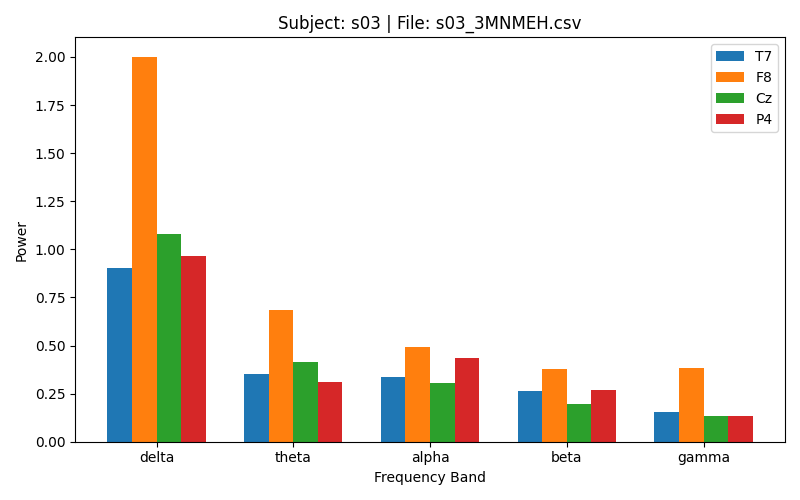 Subject: s03 | File: s03_3MNMEH.csv
T7
F8
Cz
P4
Power
2.00
1.75
1.50
1.25
1.00
0.75
0.50
0.25
0.00
delta theta alpha beta gamma
Frequency Band